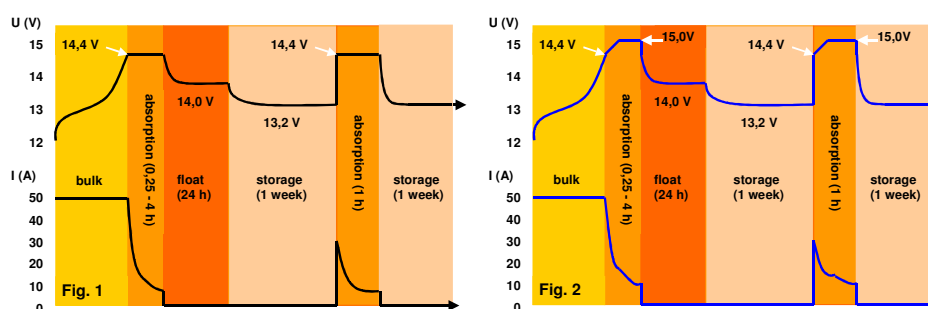 U (V)
15
14
13
12
14,4 V
14,4 V
14,0 V
13,2 V
absorption (0,25 - 4 h)
absorption (1 h)
I (A)
50
40
30
20
10
0
bulk
float
(24 h)
storage
(1 week)
storage
(1 week)
Fig. 1
U (V)
15
14
13
12
14,4 V
15,0V
14,4 V
15,0V
14,0 V
13,2 V
absorption (0,25 - 4 h)
absorption (1 h)
I (A)
50
40
30
20
10
0
bulk
float
(24 h)
storage
(1 week)
storage
(1 week)
Fig. 2